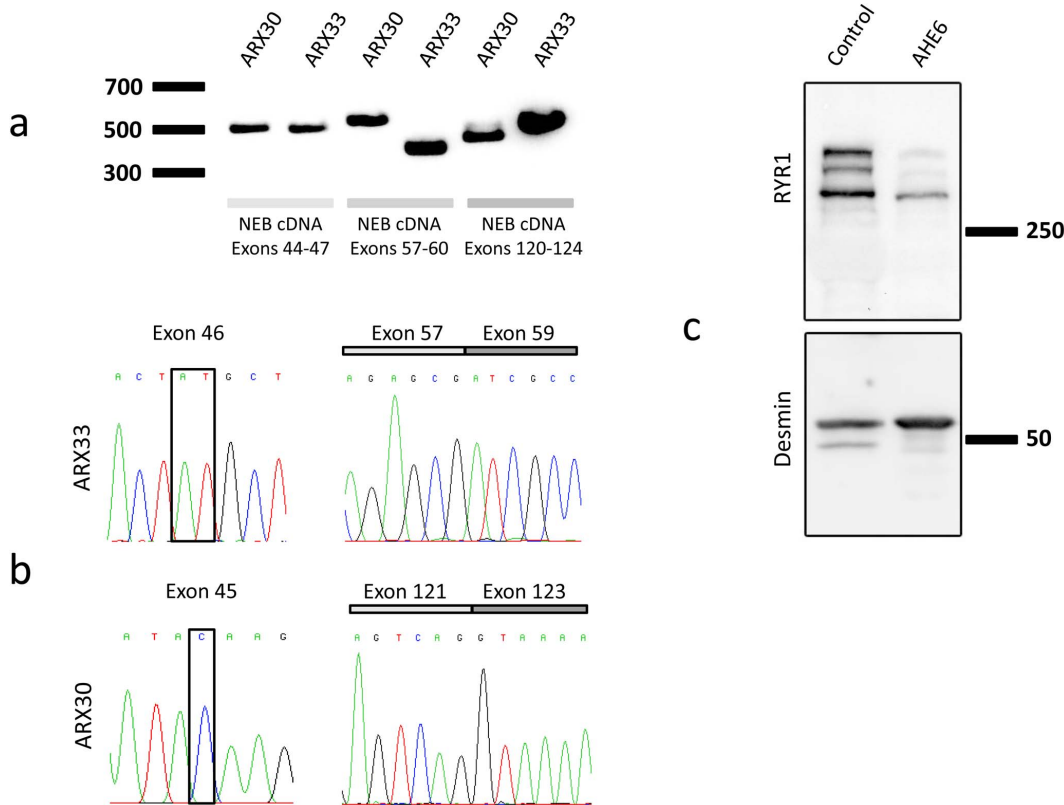 a
ARX30 ARX33 ARX30 ARX33 ARX30 ARX33
700
500
300
NEB cDNA
Exons 44-47
NEB cDNA
Exons 57-60
NEB cDNA
Exons 120-124
b
ARX33
Exon 46
A C T A T G C T
Exon 57 Exon 59
A G A G C G A T C G C C
ARX30
Exon 45
A T A C A A G
Exon 121 Exon 123
A G T C A G G T A A A A
c
Control AHE6
RYR1
250
Desmin
50